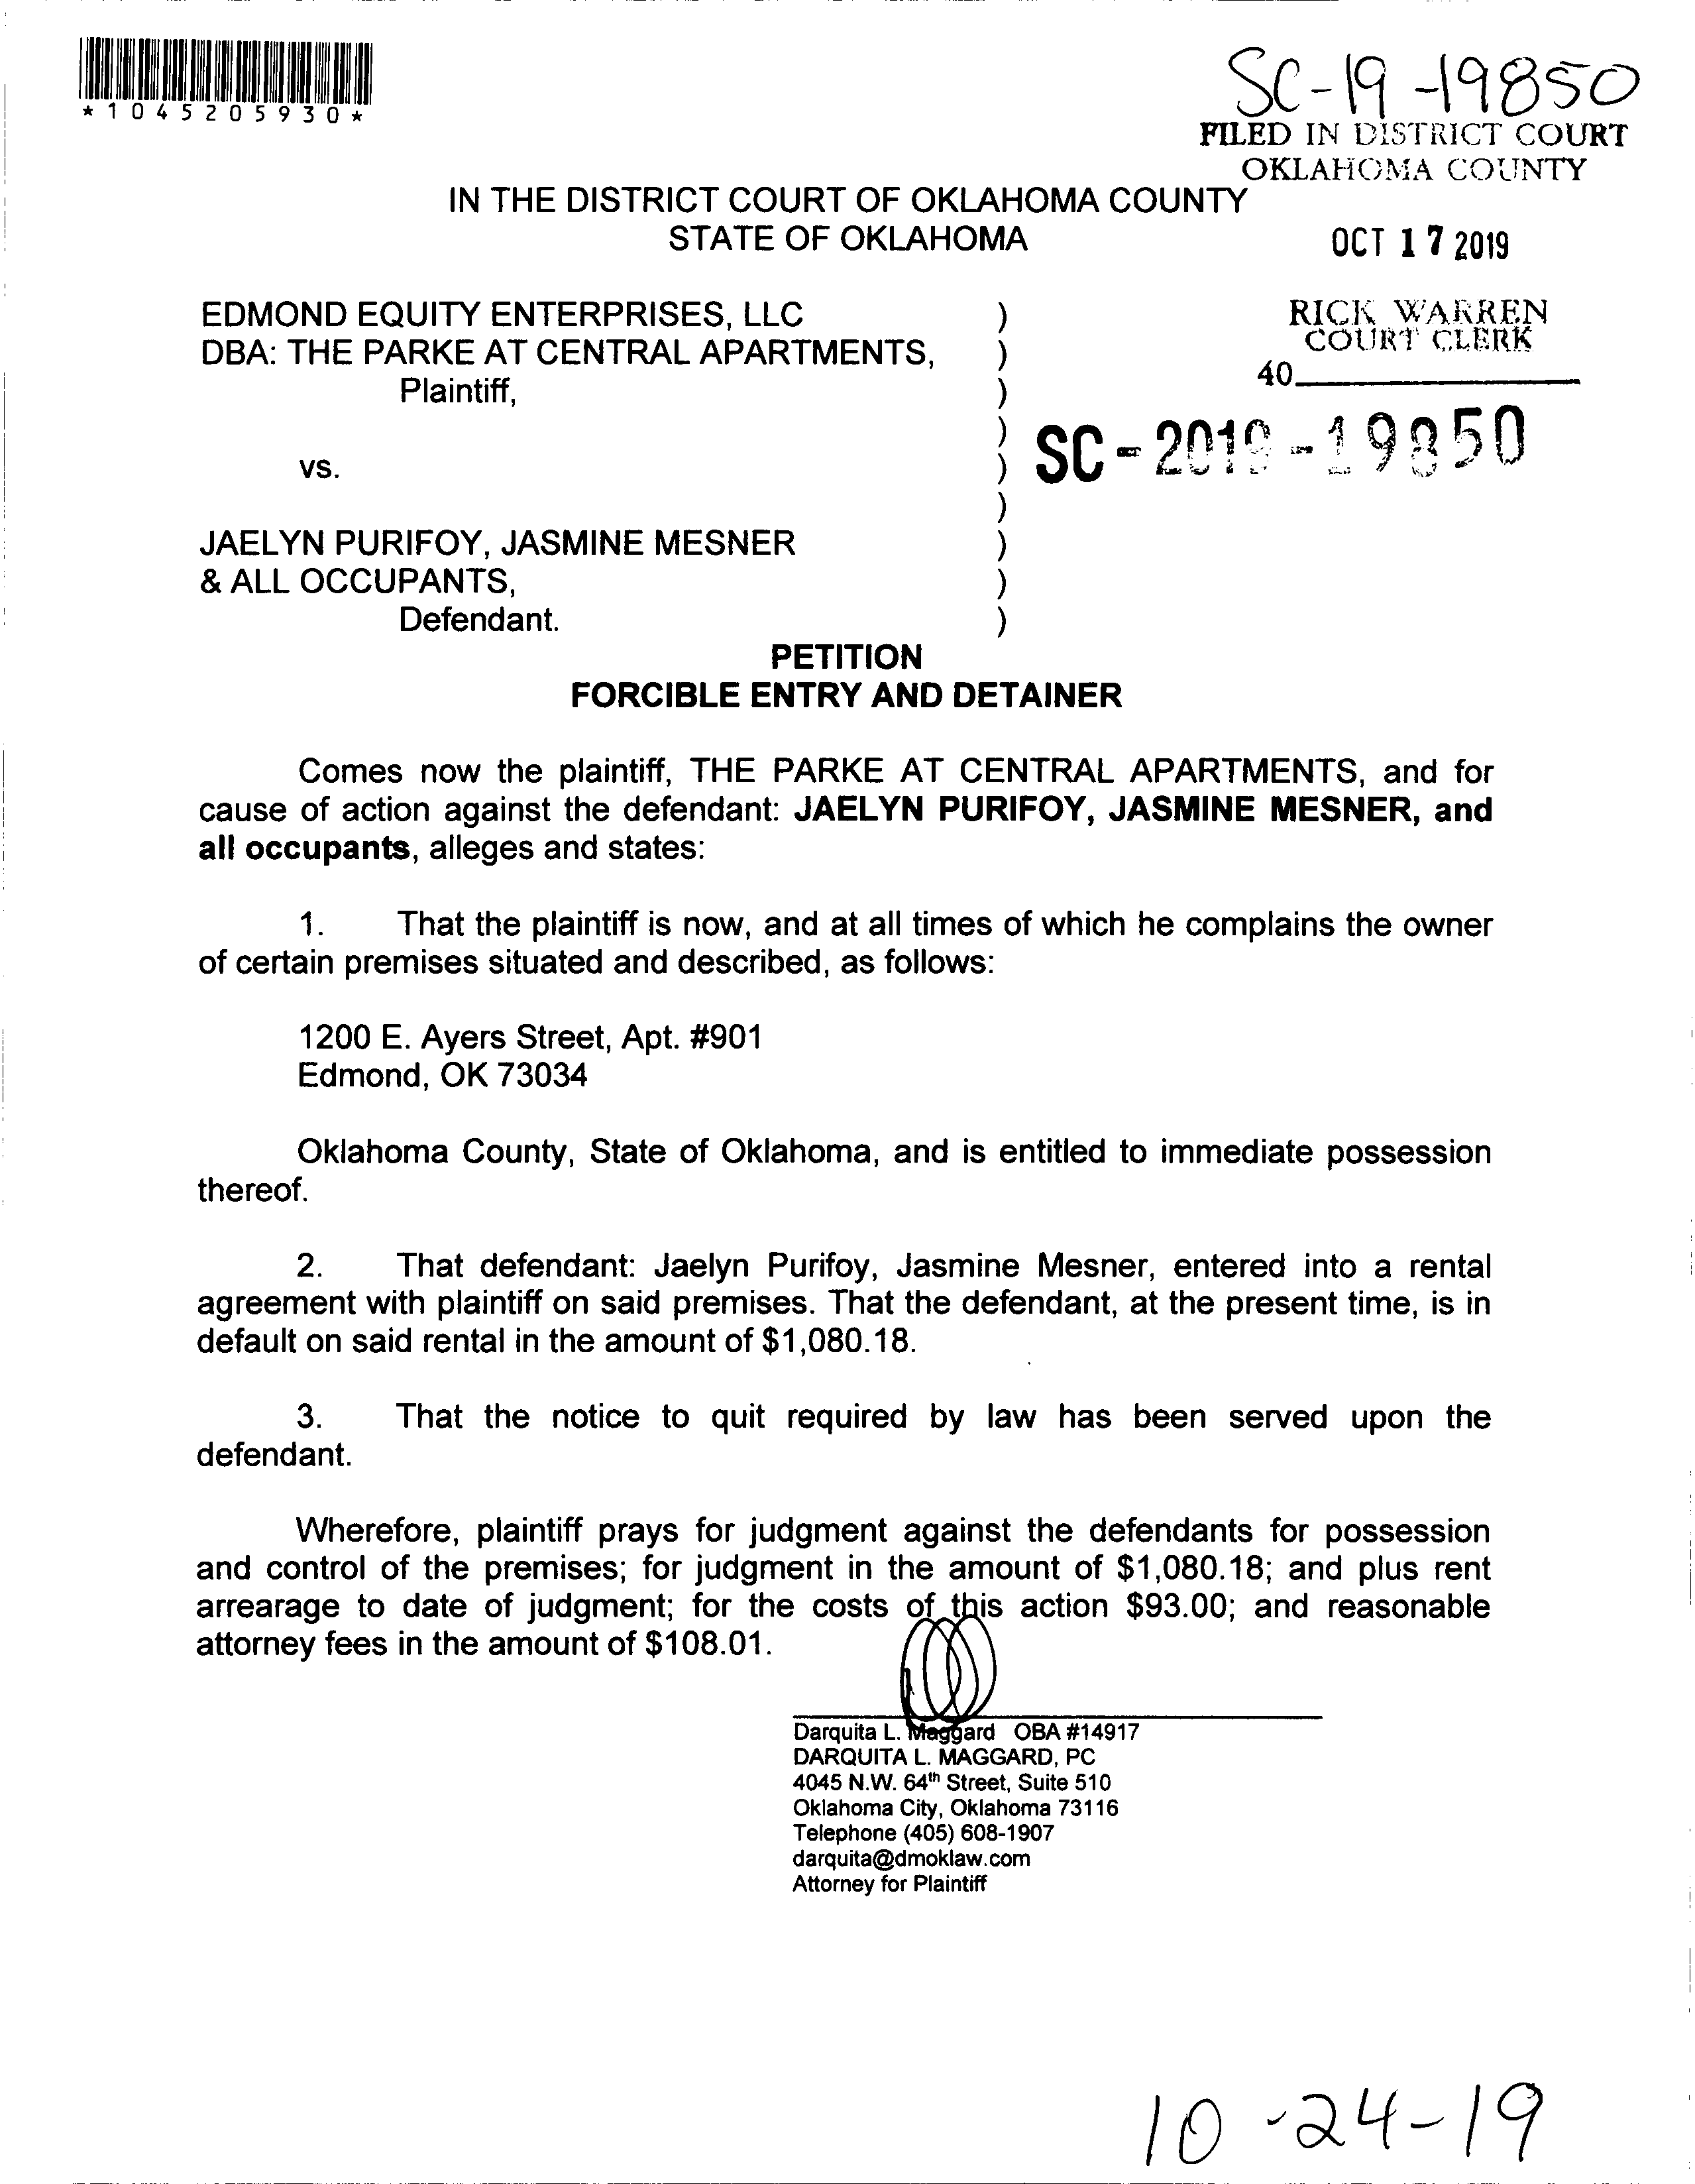 *1045205930*
SC-19-19850
FILED IN DISTRICT COURT
OKLAHOMA COUNTY
IN THE DISTRICT COURT OF OKLAHOMA COUNTY
STATE OF OKLAHOMA
OCT 17 2019
EDMOND EQUITY ENTERPRISES, LLC )
DBA: THE PARKE AT CENTRAL APARTMENTS, )
Plaintiff, )
RICK WARREN
COURT CLERK
40
)
vs. )
SC-2019-19850
)
JAELYN PURIFOY, JASMINE MESNER )
& ALL OCCUPANTS, )
Defendant. )
PETITION
FORCIBLE ENTRY AND DETAINER
Comes now the plaintiff, THE PARKE AT CENTRAL APARTMENTS, and for
cause of action against the defendant: JAELYN PURIFOY, JASMINE MESNER, and
all occupants, alleges and states:
1. That the plaintiff is now, and at all times of which he complains the owner
of certain premises situated and described, as follows:
1200 E. Ayers Street, Apt. #901
Edmond, OK 73034
Oklahoma County, State of Oklahoma, and is entitled to immediate possession
thereof.
2. That defendant: Jaelyn Purifoy, Jasmine Mesner, entered into a rental
agreement with plaintiff on said premises. That the defendant, at the present time, is in
default on said rental in the amount of $1,080.18.
3. That the notice to quit required by law has been served upon the
defendant.
Wherefore, plaintiff prays for judgment against the defendants for possession
and control of the premises; for judgment in the amount of $1,080.18; and plus rent
arrearage to date of judgment; for the costs of this action $93.00; and reasonable
attorney fees in the amount of $108.01.
Darquita L. Maggard OBA #14917
DARQUITA L. MAGGARD, PC
4045 N.W. 64th Street, Suite 510
Oklahoma City, Oklahoma 73116
Telephone (405) 608-1907
darquita@dmoklaw.com
Attorney for Plaintiff
10-24-19